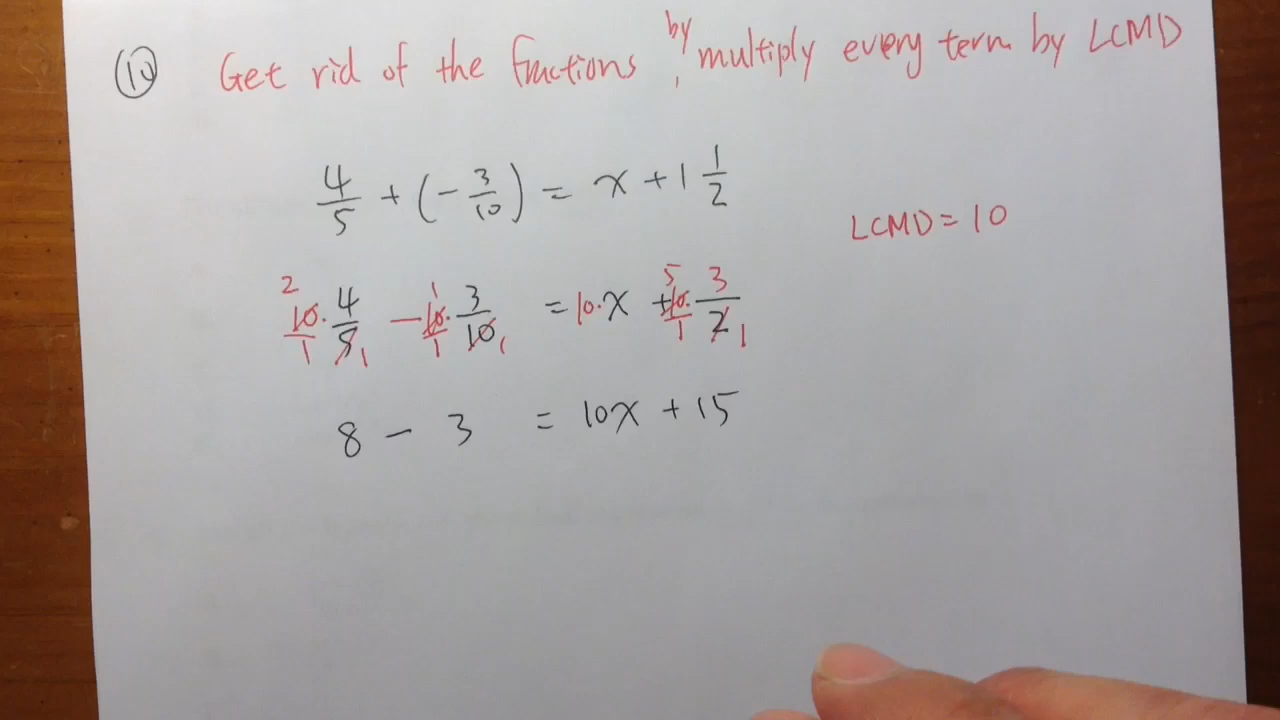 (10) Get rid of the fractions, by multiply every term by LCMD
4/5 + (-3/10) = x + 1 1/2
LCMD = 10
2 10/1 · 4/5 1 - 1 10/1 · 3/10 1 = 10·x + 5 10/1 · 3/2 1
8 - 3 = 10x + 15